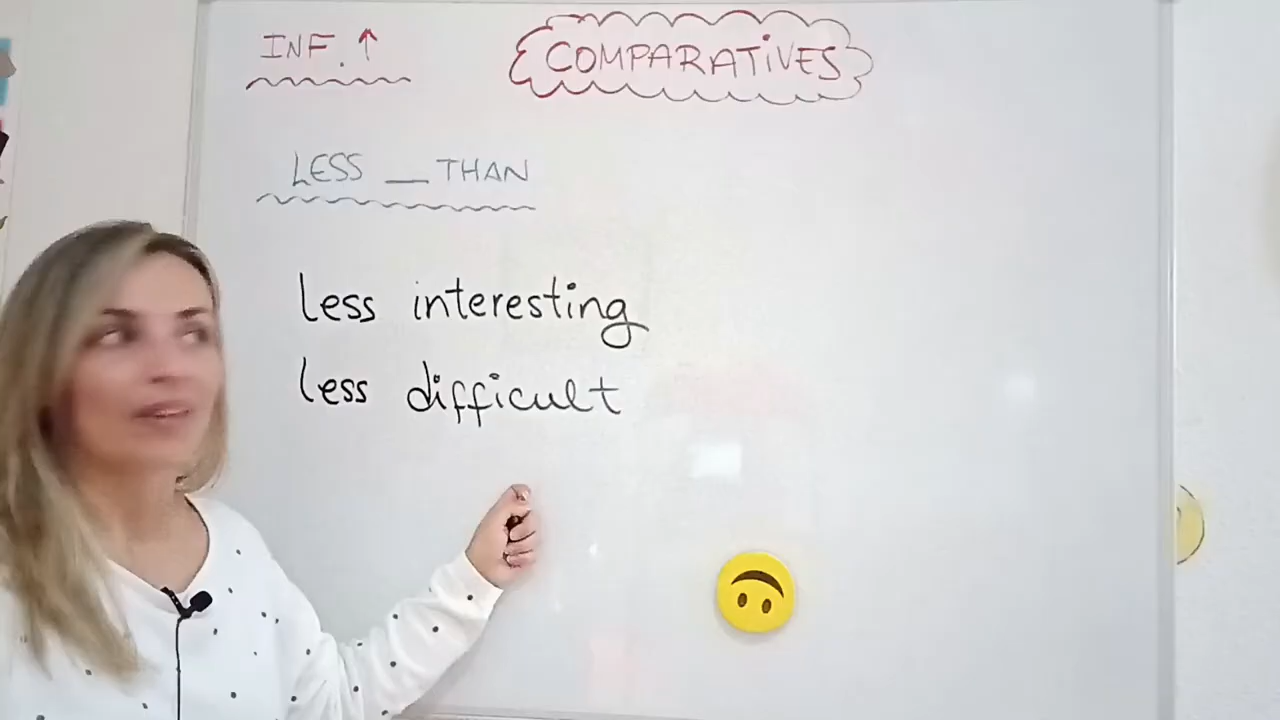 INF. ↑
COMPARATiVES
LESS __ THAN
less interesting
less difficult